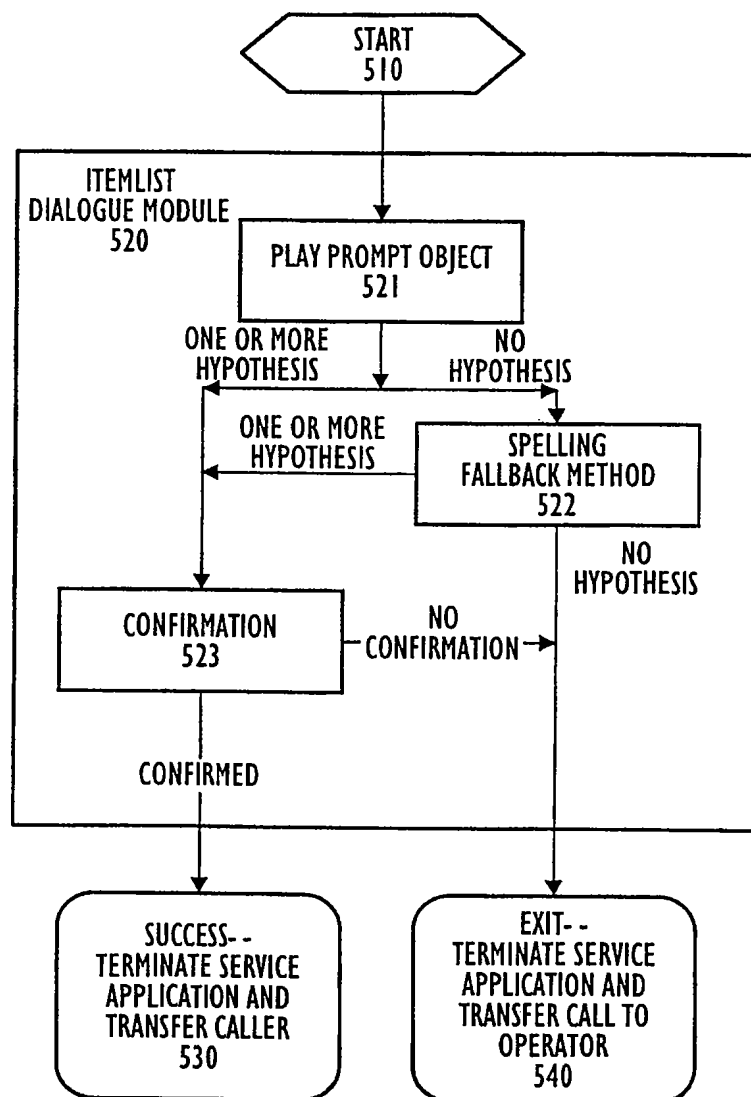 START
510
ITEMLIST
DIALOGUE MODULE
520
PLAY PROMPT OBJECT
521
ONE OR MORE
HYPOTHESIS
NO
HYPOTHESIS
ONE OR MORE
HYPOTHESIS
SPELLING
FALLBACK METHOD
522
NO
HYPOTHESIS
CONFIRMATION
523
NO
CONFIRMATION
CONFIRMED
SUCCESS- -
TERMINATE SERVICE
APPLICATION AND
TRANSFER CALLER
530
EXIT- -
TERMINATE SERVICE
APPLICATION AND
TRANSFER CALL TO
OPERATOR
540